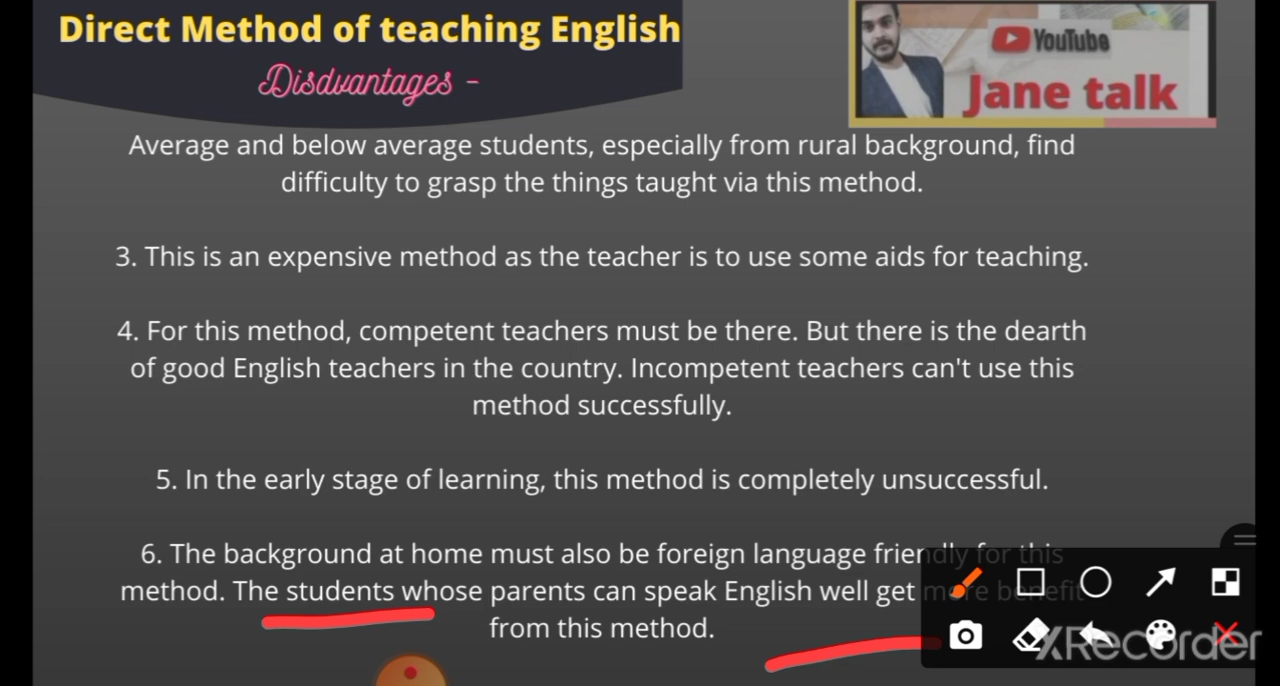 Direct Method of teaching English
Disdvantages -
YouTube
Jane talk
Average and below average students, especially from rural background, find
difficulty to grasp the things taught via this method.
3. This is an expensive method as the teacher is to use some aids for teaching.
4. For this method, competent teachers must be there. But there is the dearth
of good English teachers in the country. Incompetent teachers can't use this
method successfully.
5. In the early stage of learning, this method is completely unsuccessful.
6. The background at home must also be foreign language friendly for this
method. The students whose parents can speak English well get more benefit
from this method.
XRecorder